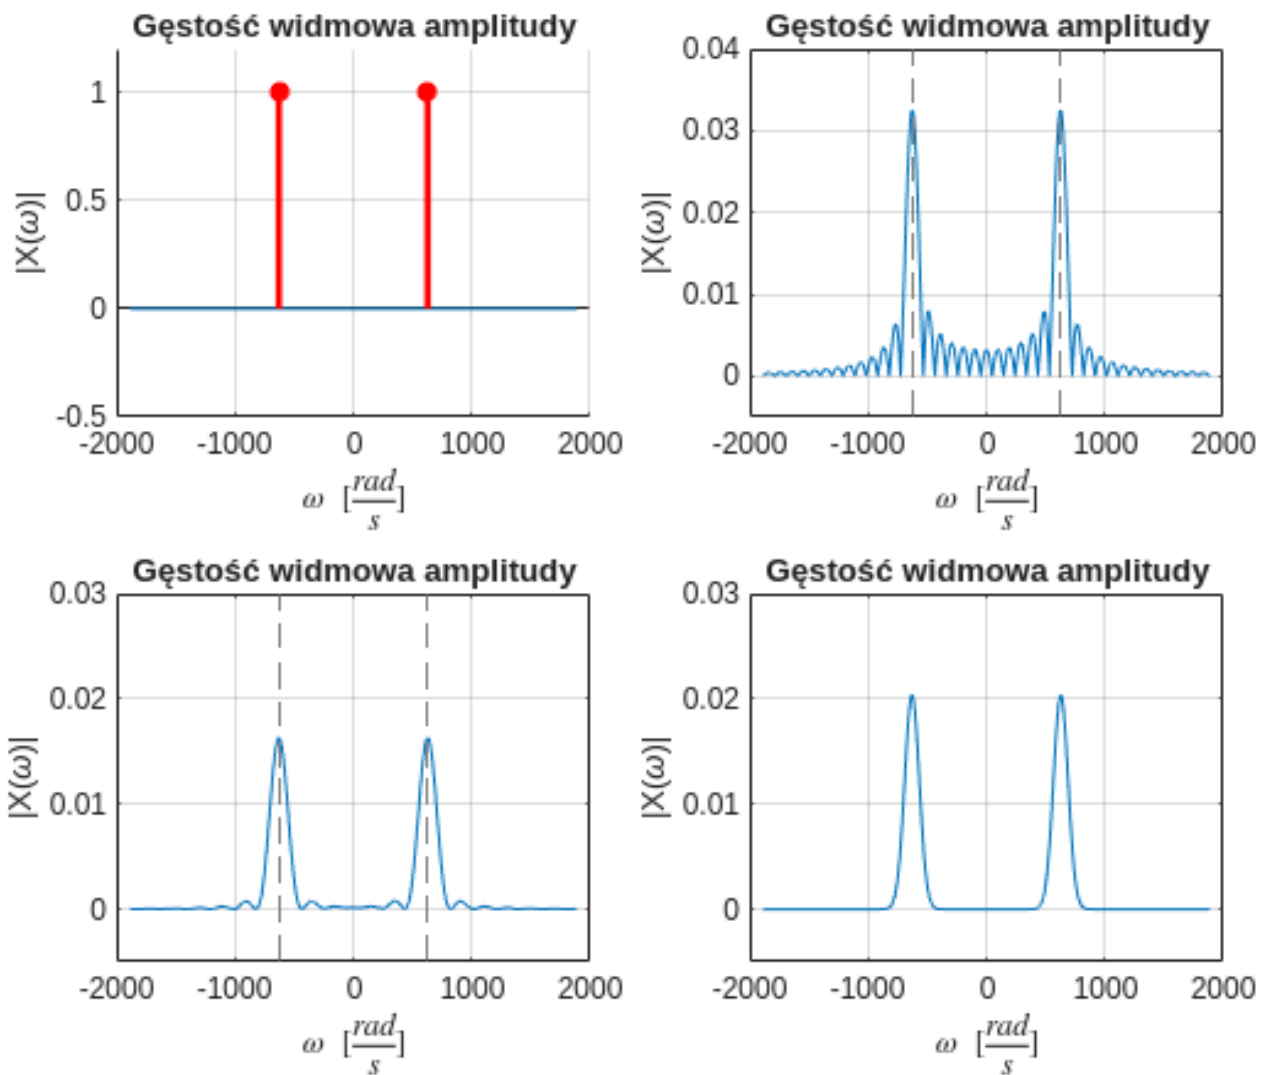 Gęstość widmowa amplitudy
|X(ω)|
1
0.5
0
-0.5
-2000 -1000 0 1000 2000
ω [rad/s]
Gęstość widmowa amplitudy
|X(ω)|
0.04
0.03
0.02
0.01
0
-2000 -1000 0 1000 2000
ω [rad/s]
Gęstość widmowa amplitudy
|X(ω)|
0.03
0.02
0.01
0
-2000 -1000 0 1000 2000
ω [rad/s]
Gęstość widmowa amplitudy
|X(ω)|
0.03
0.02
0.01
0
-2000 -1000 0 1000 2000
ω [rad/s]